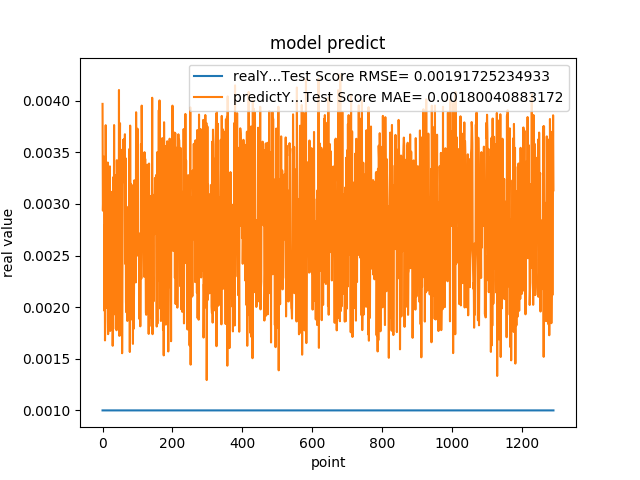 model predict
realY...Test Score RMSE= 0.00191725234933
predictY...Test Score MAE= 0.00180040883172
0.0040
0.0035
0.0030
0.0025
0.0020
0.0015
0.0010
real value
0 200 400 600 800 1000 1200
point